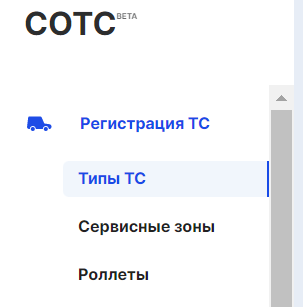 СОТС BETA
Регистрация ТС
Типы ТС
Сервисные зоны
Роллеты